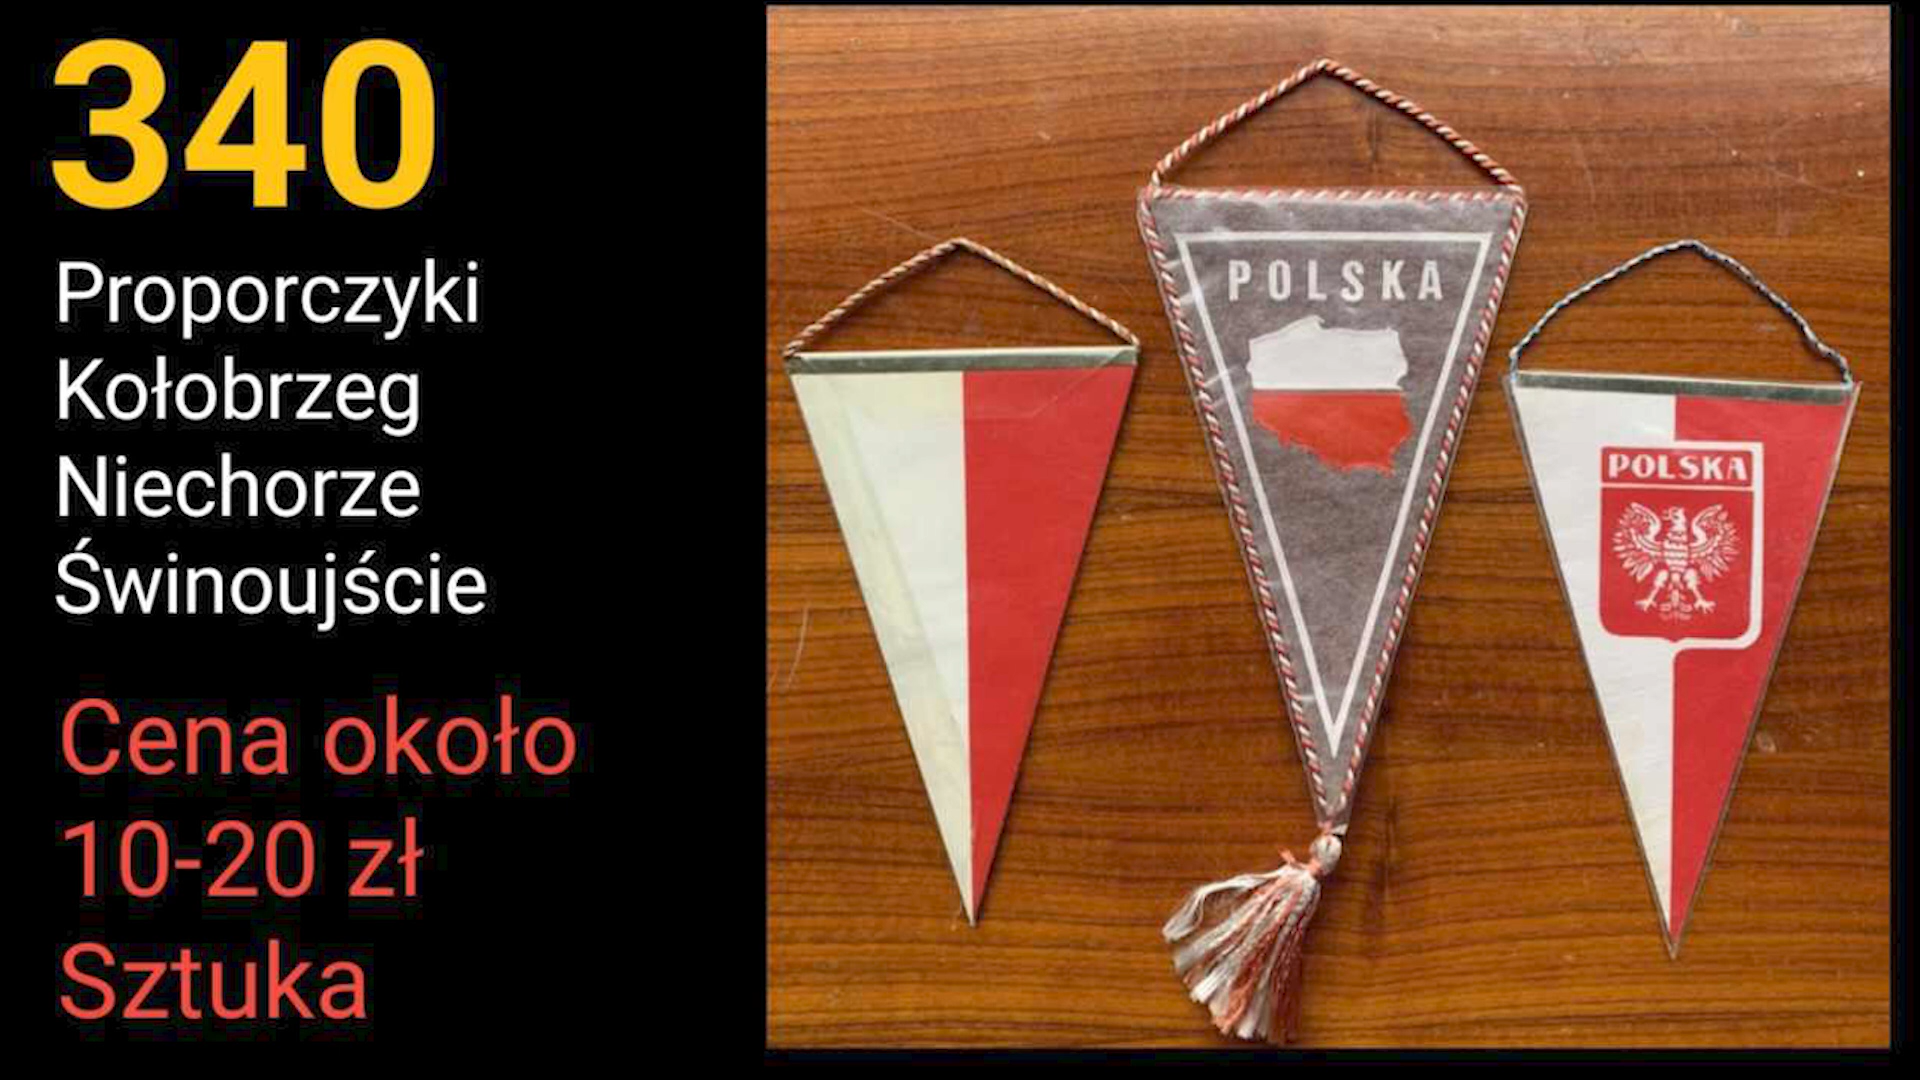 340
Proporczyki
Kołobrzeg
Niechorze
Świnoujście
Cena około
10-20 zł
Sztuka
POLSKA
POLSKA